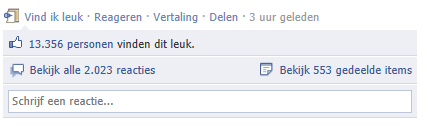 Vind ik leuk · Reageren · Vertaling · Delen · 3 uur geleden
13.356 personen vinden dit leuk.
Bekijk alle 2.023 reacties Bekijk 553 gedeelde items
Schrijf een reactie...